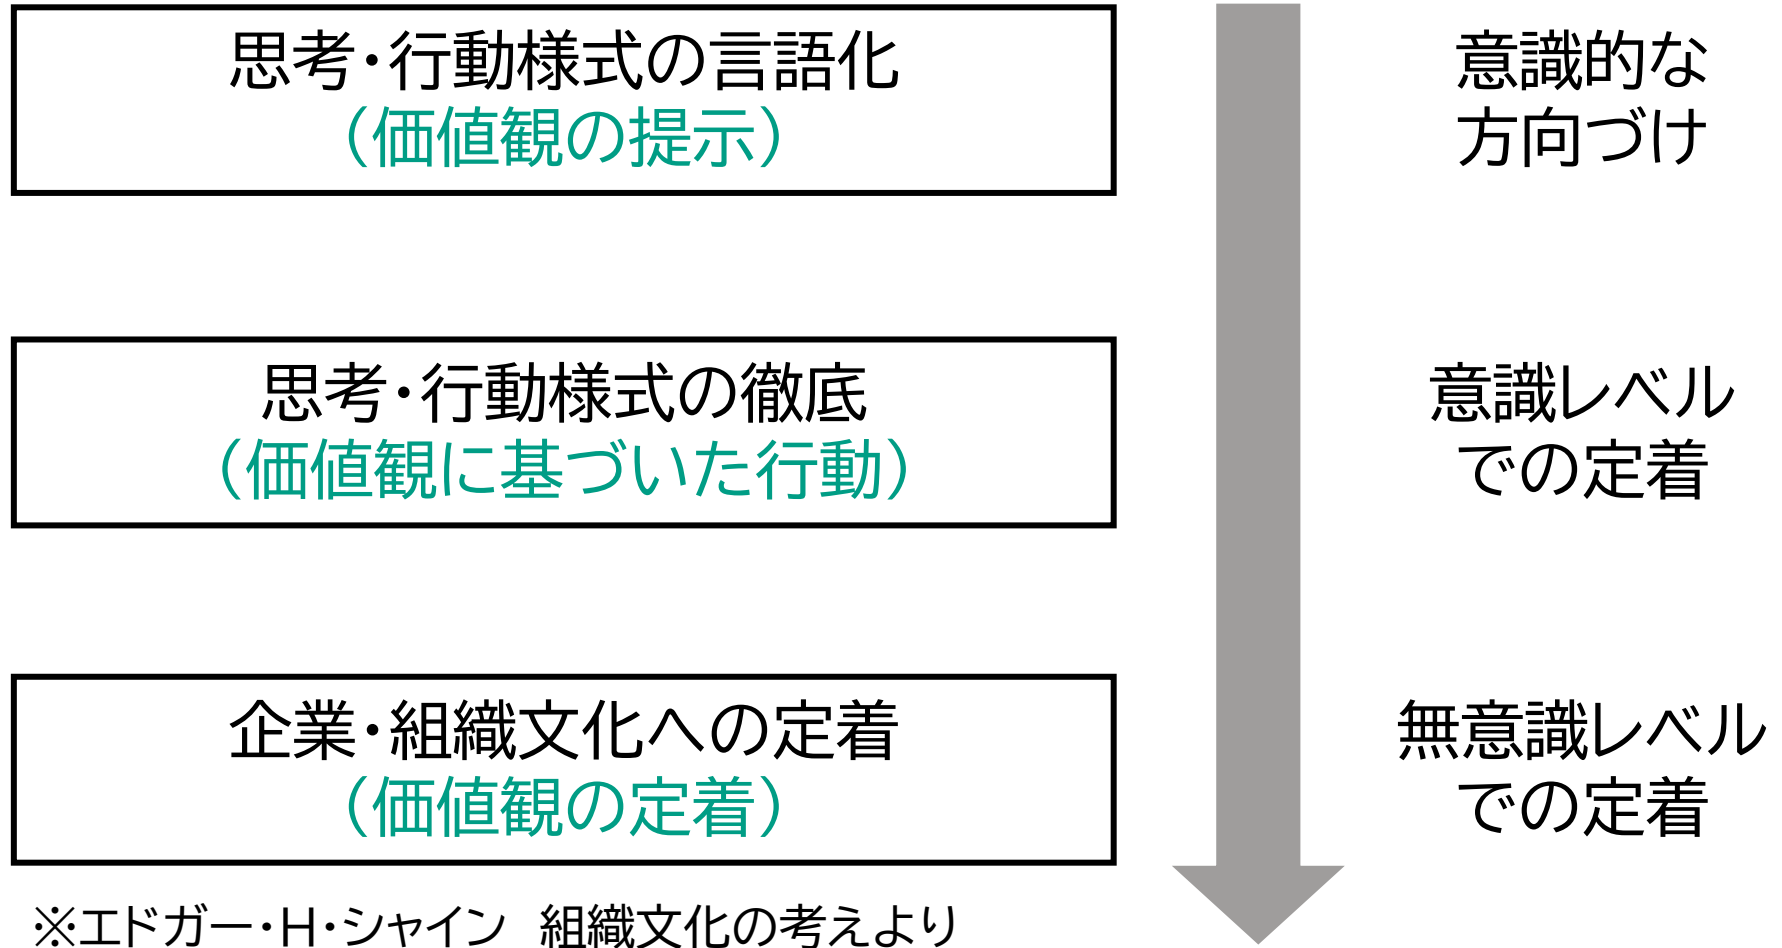 思考・行動様式の言語化
（価値観の提示）
意識的な
方向づけ
思考・行動様式の徹底
（価値観に基づいた行動）
意識レベル
での定着
企業・組織文化への定着
（価値観の定着）
無意識レベル
での定着
※エドガー・H・シャイン　組織文化の考えより